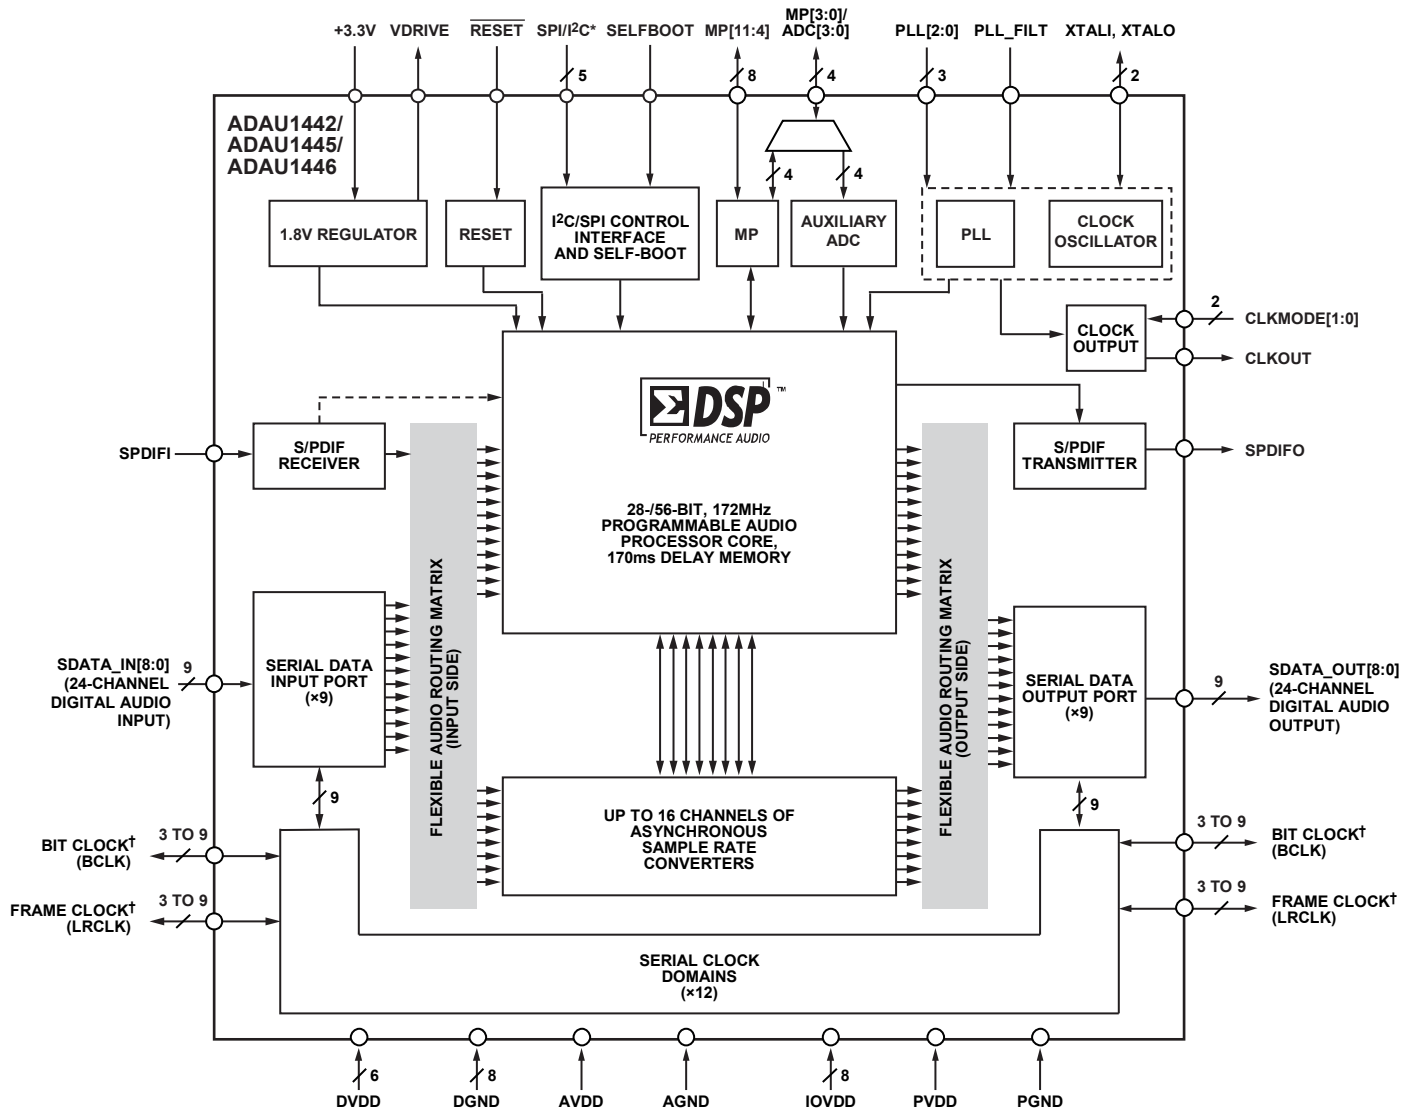 +3.3V
VDRIVE
RESET
SPI/I²C*
SELFBOOT
MP[11:4]
MP[3:0]/
ADC[3:0]
PLL[2:0]
PLL_FILT
XTALI, XTALO
5
8
4
3
2
ADAU1442/
ADAU1445/
ADAU1446
4
4
1.8V REGULATOR
RESET
I²C/SPI CONTROL
INTERFACE
AND SELF-BOOT
MP
AUXILIARY
ADC
PLL
CLOCK
OSCILLATOR
CLOCK
OUTPUT
2
CLKMODE[1:0]
CLKOUT
ΣDSP™
PERFORMANCE AUDIO
28-/56-BIT, 172MHz
PROGRAMMABLE AUDIO
PROCESSOR CORE,
170ms DELAY MEMORY
SPDIFI
S/PDIF
RECEIVER
S/PDIF
TRANSMITTER
SPDIFO
FLEXIBLE AUDIO ROUTING MATRIX
(INPUT SIDE)
FLEXIBLE AUDIO ROUTING MATRIX
(OUTPUT SIDE)
SDATA_IN[8:0]
(24-CHANNEL
DIGITAL AUDIO
INPUT)
9
SERIAL DATA
INPUT PORT
(×9)
SERIAL DATA
OUTPUT PORT
(×9)
9
SDATA_OUT[8:0]
(24-CHANNEL
DIGITAL AUDIO
OUTPUT)
9
9
UP TO 16 CHANNELS OF
ASYNCHRONOUS
SAMPLE RATE
CONVERTERS
BIT CLOCK†
(BCLK)
3 TO 9
FRAME CLOCK†
(LRCLK)
3 TO 9
3 TO 9
BIT CLOCK†
(BCLK)
3 TO 9
FRAME CLOCK†
(LRCLK)
SERIAL CLOCK
DOMAINS
(×12)
6
8
8
DVDD
DGND
AVDD
AGND
IOVDD
PVDD
PGND